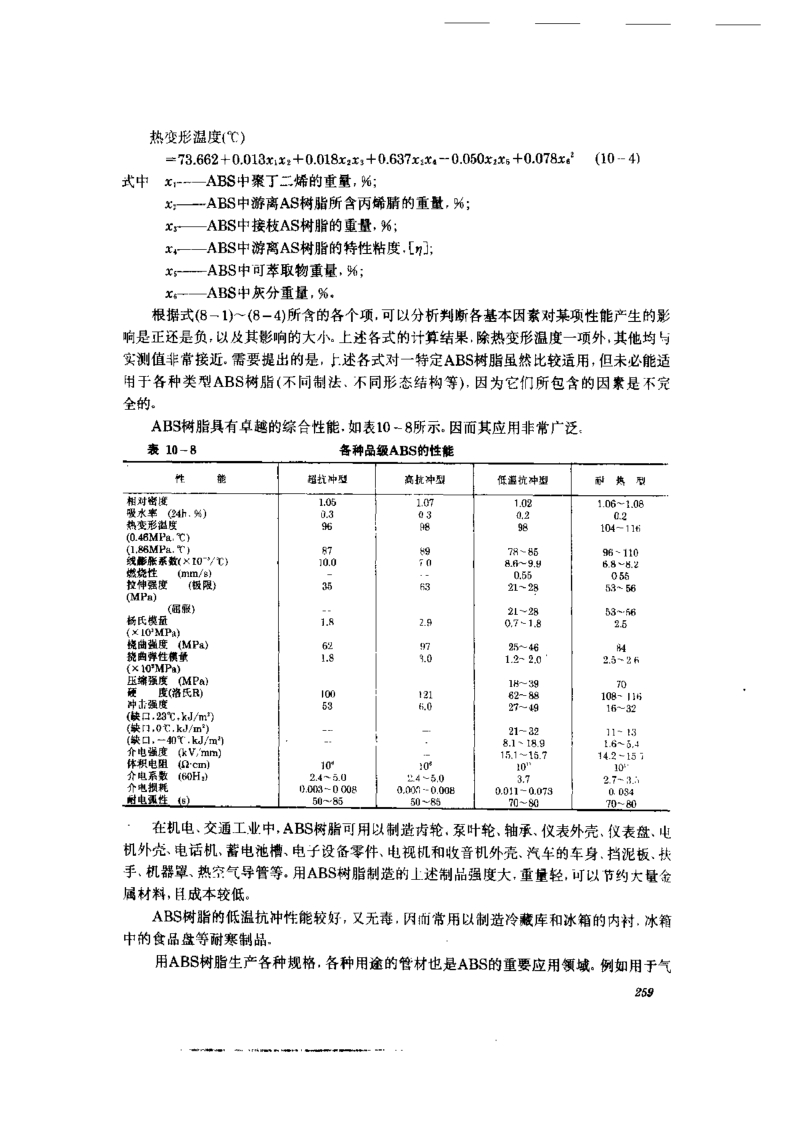 热变形温度(℃)
=73.662+0.013x₁x₂+0.018x₂x₃+0.637x₂x₄-0.050x₂x₅+0.078x₆² (10-4)
式中 x₁——ABS中聚丁二烯的重量,%;
x₂——ABS中游离AS树脂所含丙烯腈的重量,%;
x₃——ABS中接枝AS树脂的重量,%;
x₄——ABS中游离AS树脂的特性粘度,[η];
x₅——ABS中可萃取物重量,%;
x₆——ABS中灰分重量,%。
根据式(8-1)~(8-4)所含的各个项,可以分析判断各基本因素对某项性能产生的影
响是正还是负,以及其影响的大小。上述各式的计算结果,除热变形温度一项外,其他均与
实测值非常接近。需要提出的是,上述各式对一特定ABS树脂虽然比较适用,但未必能适
用于各种类型ABS树脂(不同制法、不同形态结构等),因为它们所包含的因素是不完
全的。
ABS树脂具有卓越的综合性能,如表10-8所示。因而其应用非常广泛。
表 10-8 各种品级ABS的性能
性 能 超抗冲型 高抗冲型 低温抗冲型 耐 热 型
相对密度 1.05 1.07 1.02 1.06~1.08
吸水率 (24h.%) 0.3 0.3 0.2 0.2
热变形温度 96 98 98 104~116
(0.46MPa.℃)
(1.86MPa.℃) 87 89 78~85 96~110
线膨胀系数(×10⁻⁵/℃) 10.0 7.0 8.6~9.9 6.8~8.2
燃烧性 (mm/s) - -- 0.55 0.55
拉伸强度 (极限) 35 63 21~28 53~56
(MPa)
(屈服) -- 21~28 53~56
杨氏模量 1.8 2.9 0.7~1.8 2.5
(×10³MPa)
挠曲强度 (MPa) 62 97 25~46 84
挠曲弹性模量 1.8 3.0 1.2~2.0 2.5~2.6
(×10³MPa)
压缩强度 (MPa) 18~39 70
硬 度(洛氏R) 100 121 62~88 108~116
冲击强度 53 6.0 27~49 16~32
(缺口,23℃,kJ/m²)
(缺口,0℃,kJ/m²) -- -- 21~32 11~13
(缺口,-40℃,kJ/m²) -- 8.1~18.9 1.6~5.4
介电强度 (kV/mm) 15.1~15.7 14.2~15.7
体积电阻 (Ω·cm)
介电系数 (60Hz) 2.4~5.0 2.4~5.0 3.7
介电损耗 0.003~0.008 0.003~0.008 0.011~0.073 0.034
耐电弧性 (s) 50~85 50~85 70~80 70~80
在机电、交通工业中,ABS树脂可用以制造齿轮、泵叶轮、轴承、仪表外壳、仪表盘、电
机外壳、电话机、蓄电池槽、电子设备零件、电视机和收音机外壳、汽车的车身、挡泥板、扶
手、机器罩、热空气导管等。用ABS树脂制造的上述制品强度大,重量轻,可以节约大量金
属材料,且成本较低。
ABS树脂的低温抗冲性能较好,又无毒,因而常用以制造冷藏库和冰箱的内衬,冰箱
中的食品盘等耐寒制品。
用ABS树脂生产各种规格,各种用途的管材也是ABS的重要应用领域。例如用于气
259